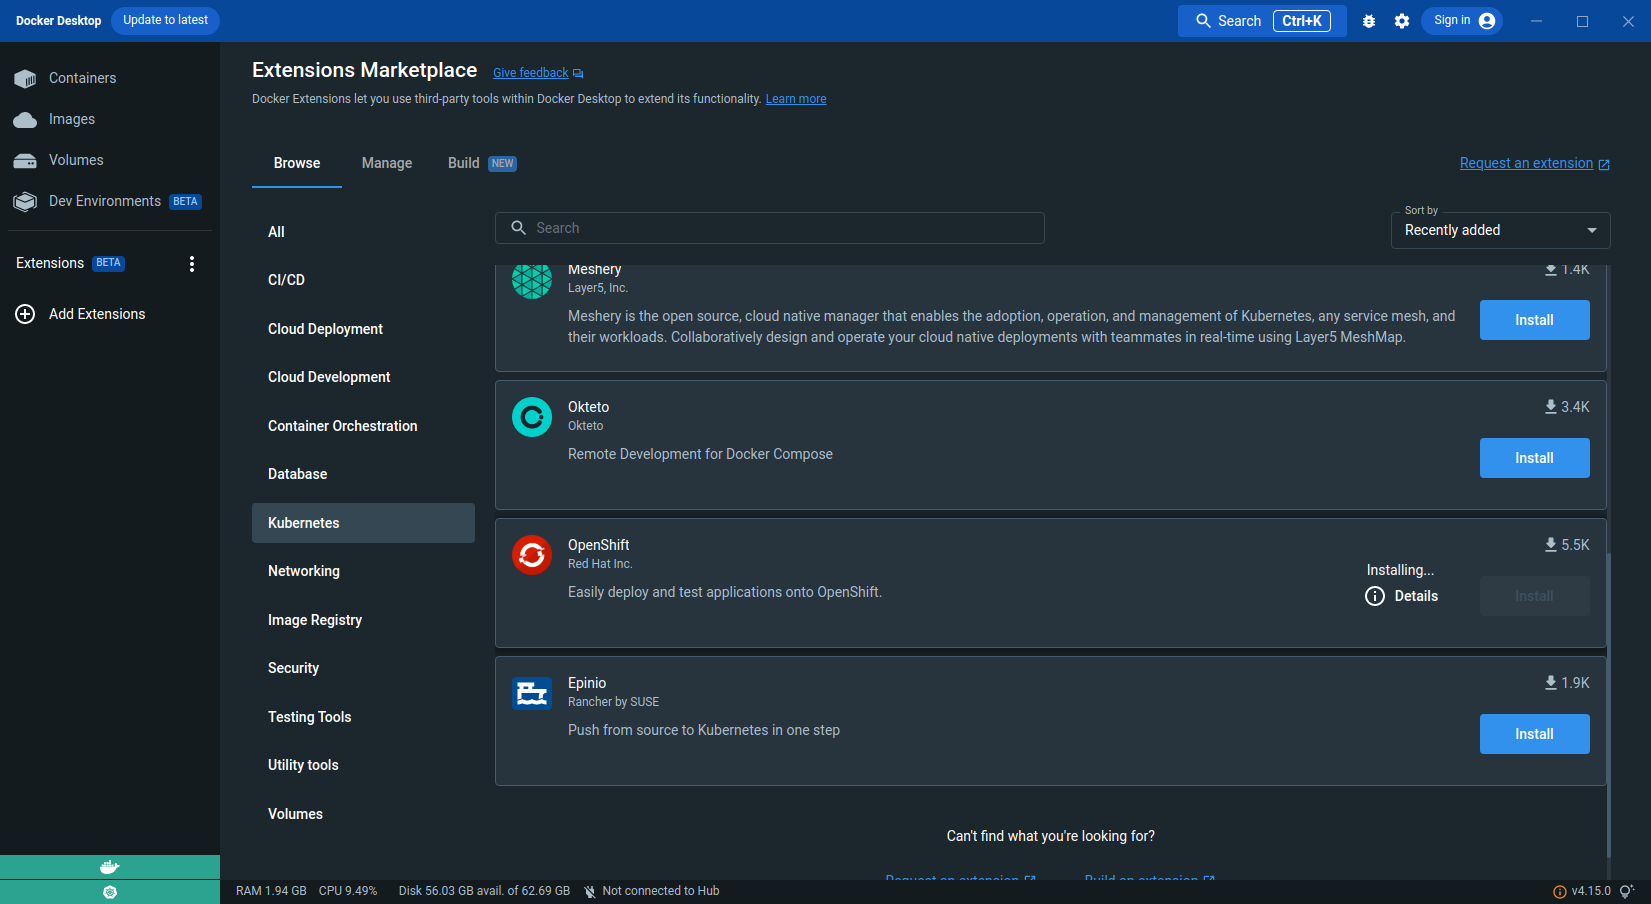 Docker Desktop
Update to latest
Search
Ctrl+K
Sign in
Containers
Images
Volumes
Dev Environments BETA
Extensions BETA
Add Extensions
Extensions Marketplace
Give feedback
Docker Extensions let you use third-party tools within Docker Desktop to extend its functionality. Learn more
Browse
Manage
Build NEW
Request an extension
All
CI/CD
Cloud Deployment
Cloud Development
Container Orchestration
Database
Kubernetes
Networking
Image Registry
Security
Testing Tools
Utility tools
Volumes
Search
Sort by
Recently added
Meshery
1.4K
Layer5, Inc.
Meshery is the open source, cloud native manager that enables the adoption, operation, and management of Kubernetes, any service mesh, and
their workloads. Collaboratively design and operate your cloud native deployments with teammates in real-time using Layer5 MeshMap.
Install
Okteto
3.4K
Okteto
Remote Development for Docker Compose
Install
OpenShift
5.5K
Red Hat Inc.
Easily deploy and test applications onto OpenShift.
Installing...
Details
Install
Epinio
1.9K
Rancher by SUSE
Push from source to Kubernetes in one step
Install
Can't find what you're looking for?
Request an extension
Build an extension
RAM 1.94 GB
CPU 9.49%
Disk 56.03 GB avail. of 62.69 GB
Not connected to Hub
v4.15.0